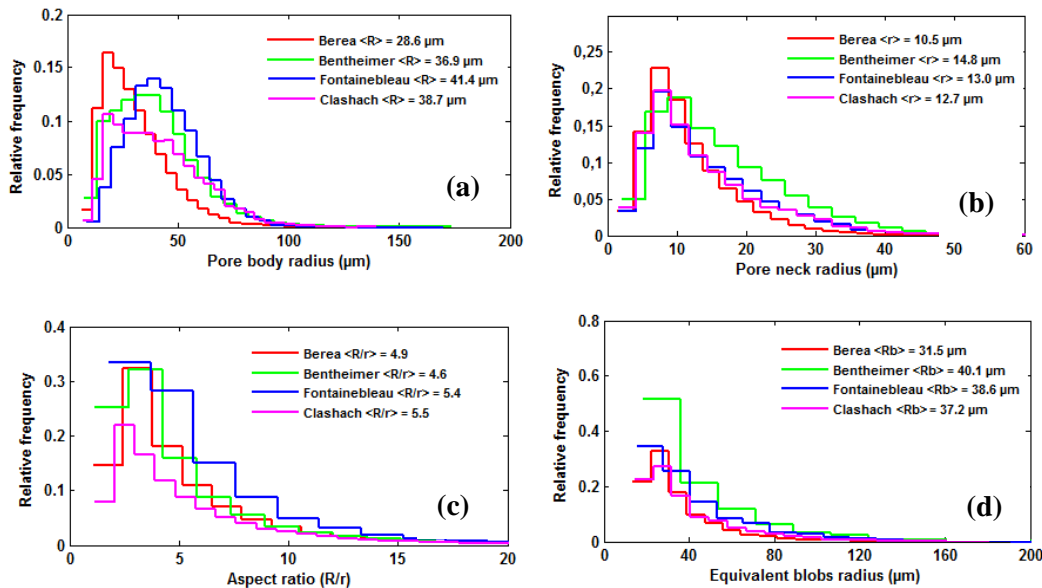 0.2
0.15
0.1
0.05
0
Relative frequency
Berea <R> = 28.6 µm
Bentheimer <R> = 36.9 µm
Fontainebleau <R> = 41.4 µm
Clashach <R> = 38.7 µm
(a)
0 50 100 150 200
Pore body radius (µm)
0,25
0,2
0,15
0,1
0,05
0
Relative frequency
Berea <r> = 10.5 µm
Bentheimer <r> = 14.8 µm
Fontainebleau <r> = 13.0 µm
Clashach <r> = 12.7 µm
(b)
0 10 20 30 40 50 60
Pore neck radius (µm)
0.4
0.3
0.2
0.1
0
Relative frequency
Berea <R/r> = 4.9
Bentheimer <R/r> = 4.6
Fontainebleau <R/r> = 5.4
Clashach <R/r> = 5.5
(c)
0 5 10 15 20
Aspect ratio (R/r)
0.8
0.6
0.4
0.2
0
Relative frequency
Berea <Rb> = 31.5 µm
Bentheimer <Rb> = 40.1 µm
Fontainebleau <Rb> = 38.6 µm
Clashach <Rb> = 37.2 µm
(d)
0 40 80 120 160 200
Equivalent blobs radius (µm)